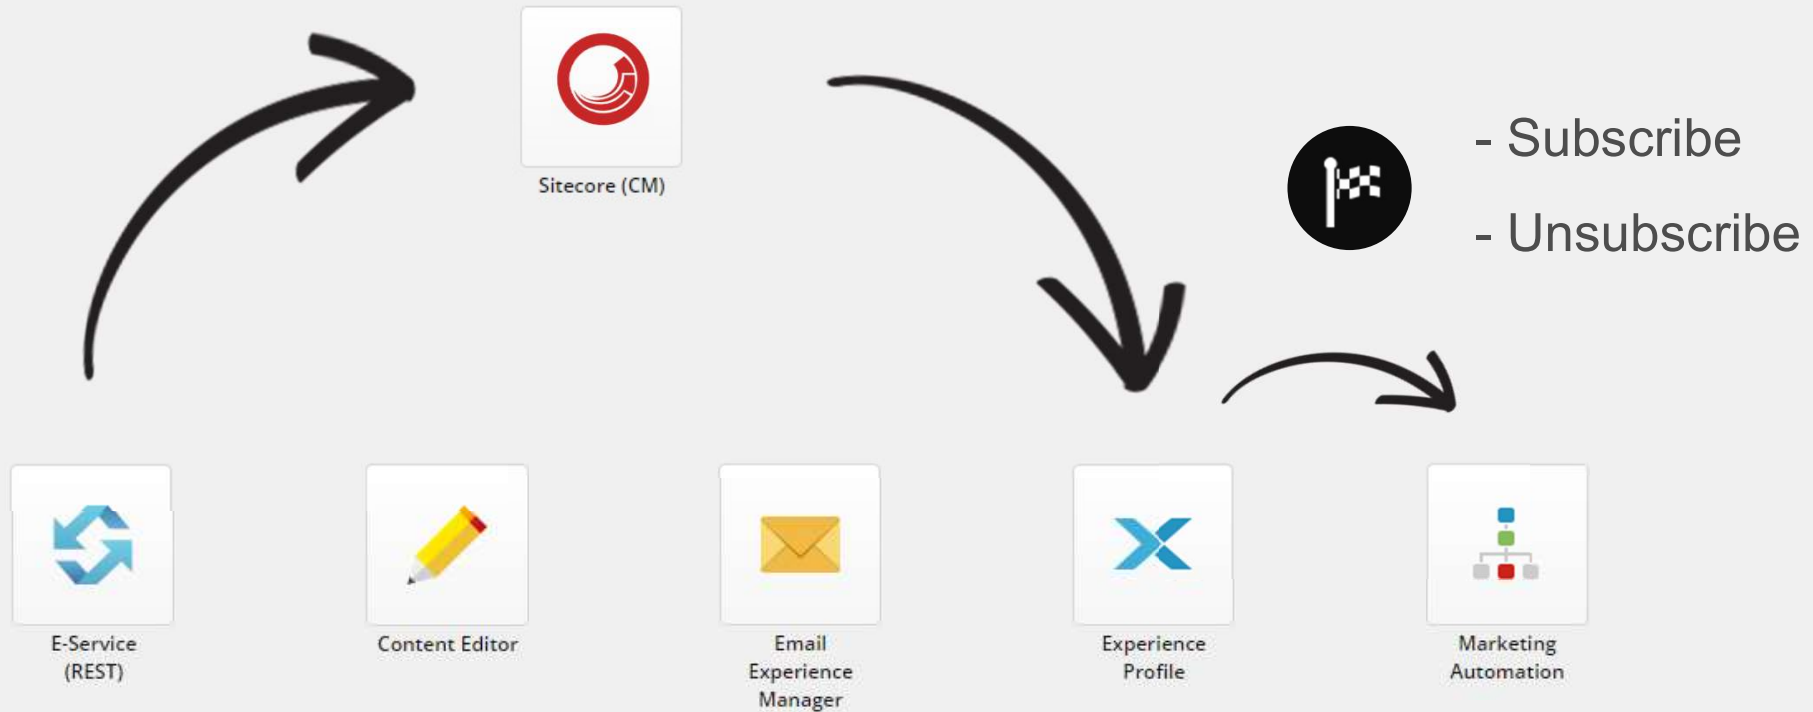 Sitecore (CM)
- Subscribe
- Unsubscribe
E-Service
(REST)
Content Editor
Email
Experience
Manager
Experience
Profile
Marketing
Automation